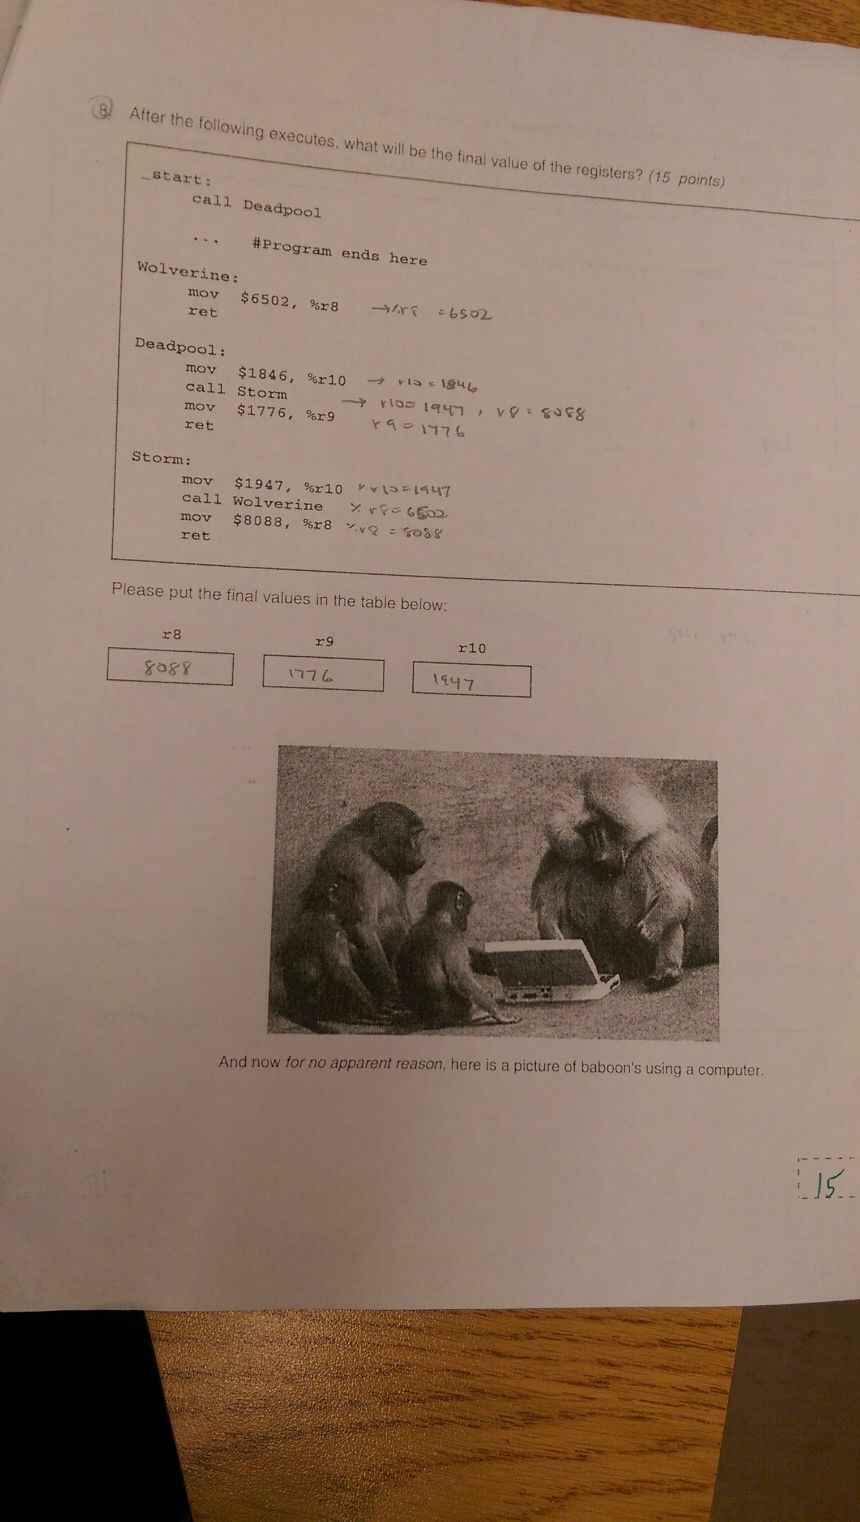 8. After the following executes, what will be the final value of the registers? (15 points)
_start:
call Deadpool
... #Program ends here
Wolverine:
mov $6502, %r8 → %r8 = 6502
ret
Deadpool:
mov $1846, %r10 → r10 = 1846
call Storm → r10= 1947, r8 = 8088
mov $1776, %r9 r9 = 1776
ret
Storm:
mov $1947, %r10 %r10=1947
call Wolverine % r8= 6502
mov $8088, %r8 %r8 = 8088
ret
Please put the final values in the table below:
r8 r9 r10
8088 1776 1947
And now for no apparent reason, here is a picture of baboon's using a computer.
15